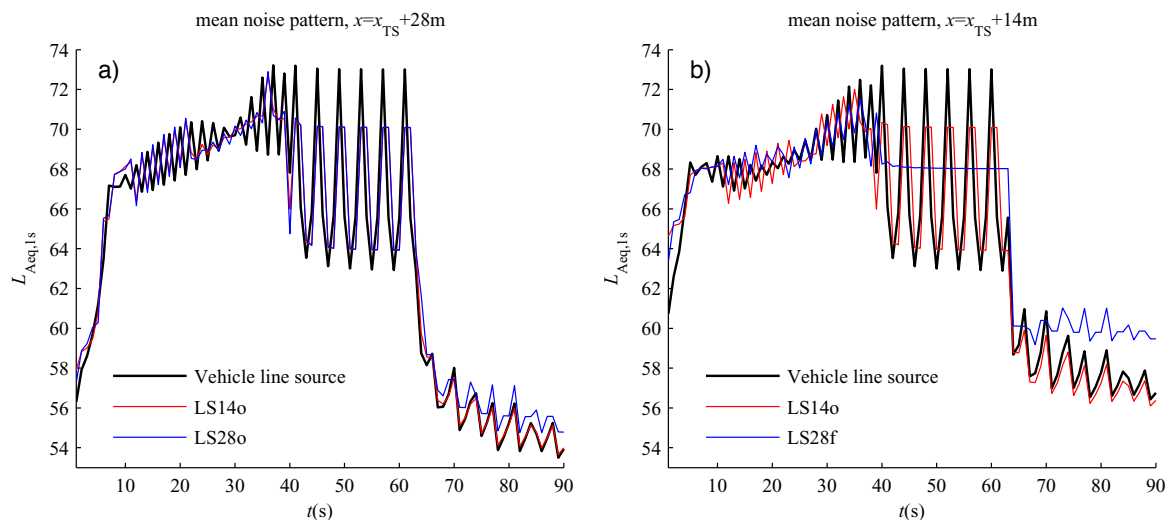 mean noise pattern, x=xTS+28m
a)
74
72
70
68
66
64
62
60
58
56
54
LAeq,1s
Vehicle line source
LS14o
LS28o
10 20 30 40 50 60 70 80 90
t(s)
mean noise pattern, x=xTS+14m
b)
74
72
70
68
66
64
62
60
58
56
54
LAeq,1s
Vehicle line source
LS14o
LS28f
10 20 30 40 50 60 70 80 90
t(s)